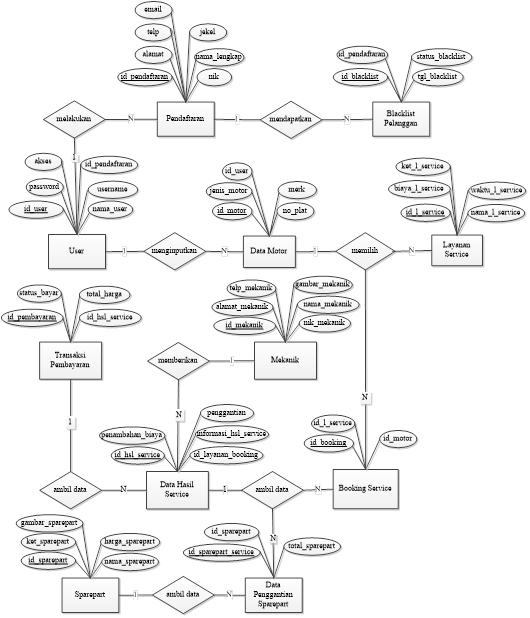 email
telp
jekel
alamat
nama_lengkap
id_pendaftaran
nik
id_pendaftaran
status_blacklist
id_blacklist
tgl_blacklist
melakukan
N
Pendaftaran
1
mendapatkan
N
Blacklist
Pelanggan
1
akses
id_pendaftaran
password
username
id_user
nama_user
id_user
jenis_motor
merk
id_motor
no_plat
ket_l_service
biaya_l_service
waktu_l_service
id_l_service
nama_l_service
User
1
menginputkan
N
Data Motor
1
memilih
N
Layanan
Service
status_bayar
total_harga
id_pembayaran
id_hsl_service
telp_mekanik
gambar_mekanik
alamat_mekanik
nama_mekanik
id_mekanik
nik_mekanik
Transaksi
Pembayaran
memberikan
1
Mekanik
N
N
1
penggantian
penambahan_biaya
informasi_hsl_service
id_hsl_service
id_layanan_booking
id_l_service
id_booking
id_motor
ambil data
N
Data Hasil
Service
1
ambil data
N
Booking Service
N
gambar_sparepart
ket_sparepart
harga_sparepart
id_sparepart
nama_sparepart
id_sparepart
id_sparepart_service
total_sparepart
Sparepart
1
ambil data
N
Data
Penggantian
Sparepart